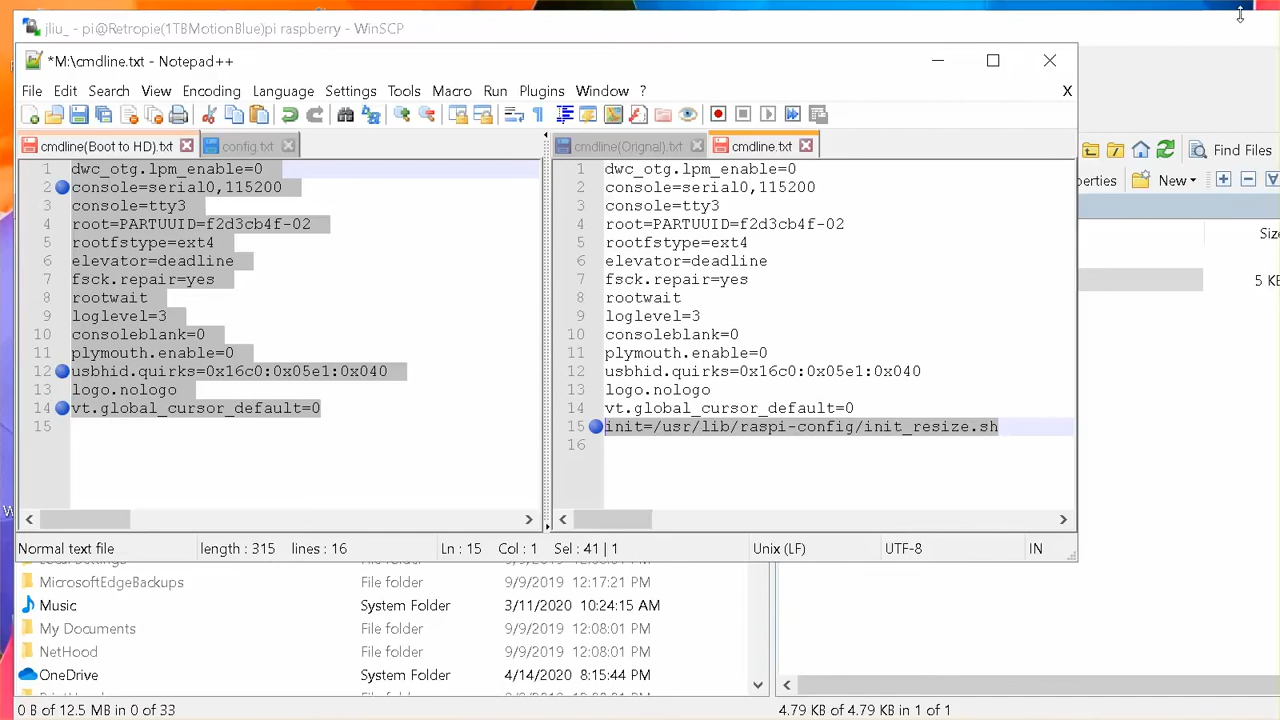 jliu_ - pi@Retropie(1TBMotionBlue)pi raspberry - WinSCP
*M:\cmdline.txt - Notepad++
File Edit Search View Encoding Language Settings Tools Macro Run Plugins Window ? X
cmdline(Boot to HD).txt config.txt cmdline(Orignal).txt cmdline.txt
1 dwc_otg.lpm_enable=0
2 console=serial0,115200
3 console=tty3
4 root=PARTUUID=f2d3cb4f-02
5 rootfstype=ext4
6 elevator=deadline
7 fsck.repair=yes
8 rootwait
9 loglevel=3
10 consoleblank=0
11 plymouth.enable=0
12 usbhid.quirks=0x16c0:0x05e1:0x040
13 logo.nologo
14 vt.global_cursor_default=0
15
1 dwc_otg.lpm_enable=0
2 console=serial0,115200
3 console=tty3
4 root=PARTUUID=f2d3cb4f-02
5 rootfstype=ext4
6 elevator=deadline
7 fsck.repair=yes
8 rootwait
9 loglevel=3
10 consoleblank=0
11 plymouth.enable=0
12 usbhid.quirks=0x16c0:0x05e1:0x040
13 logo.nologo
14 vt.global_cursor_default=0
15 init=/usr/lib/raspi-config/init_resize.sh
16
Normal text file length : 315 lines : 16 Ln : 15 Col : 1 Sel : 41 | 1 Unix (LF) UTF-8 IN
Find Files
perties New
Size
5 KB
MicrosoftEdgeBackups File folder 9/9/2019 12:17:21 PM
Music System Folder 3/11/2020 10:24:15 AM
My Documents File folder 9/9/2019 12:08:01 PM
NetHood File folder 9/9/2019 12:08:01 PM
OneDrive System Folder 4/14/2020 8:15:44 PM
0 B of 12.5 MB in 0 of 33
4.79 KB of 4.79 KB in 1 of 1